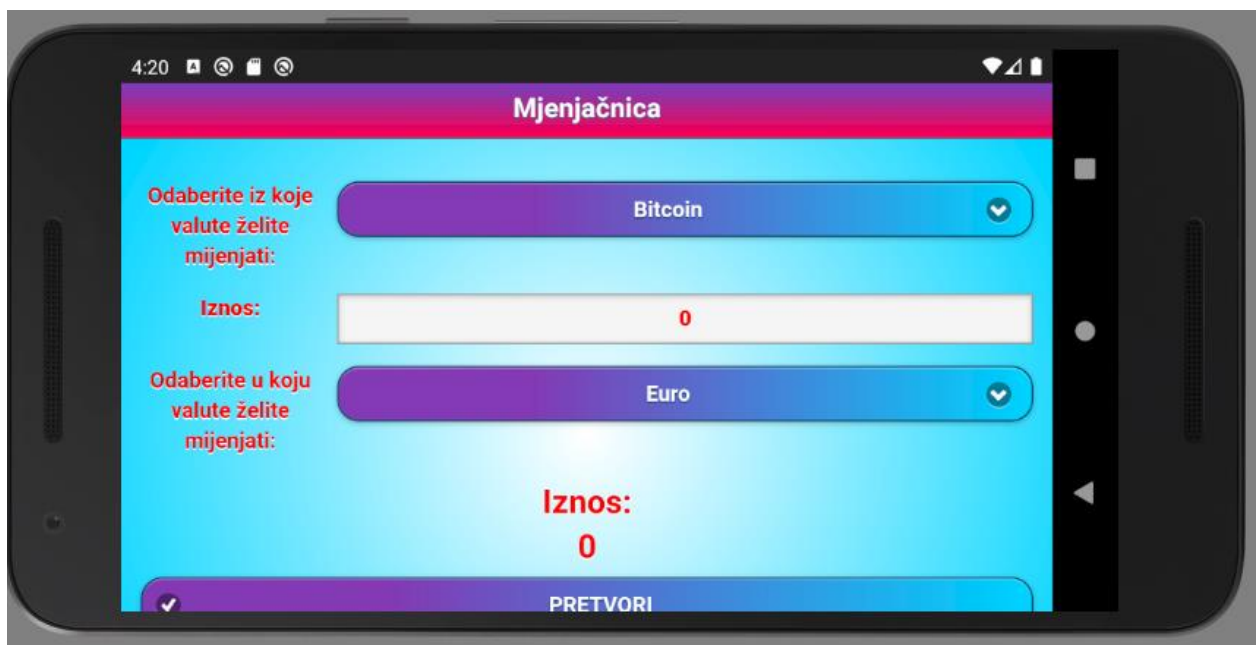 4:20
Mjenjačnica
Odaberite iz koje
valute želite
mijenjati:
Bitcoin
Iznos:
0
Odaberite u koju
valute želite
mijenjati:
Euro
Iznos:
0
PRETVORI